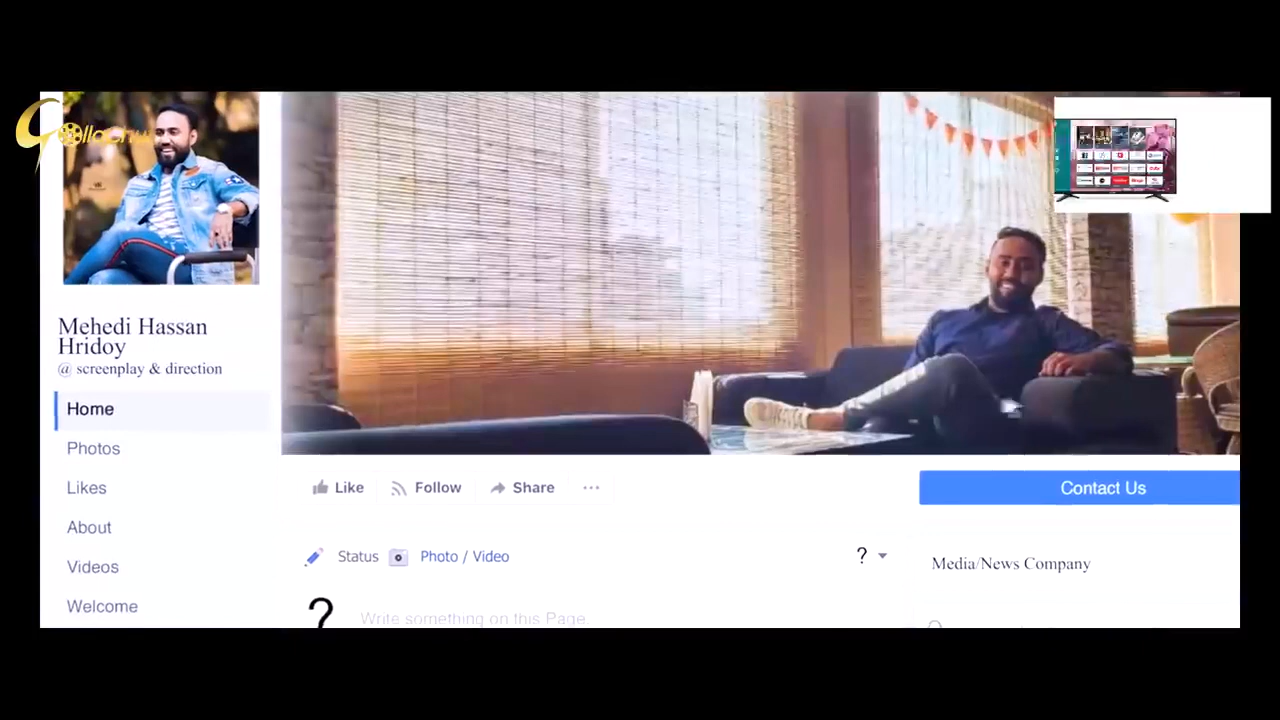 Mehedi Hassan
Hridoy
@ screenplay & direction
Home
Photos
Likes
About
Videos
Welcome
Like
Follow
Share
...
Contact Us
Status
Photo / Video
?
Media/News Company
?
Write something on this Page.